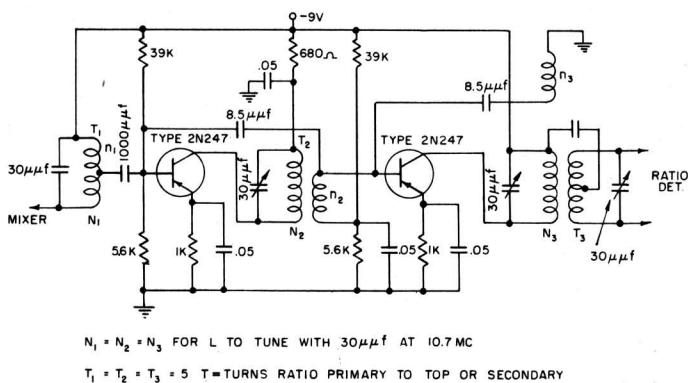 -9V
39K
680Ω
39K
.05
n₃
8.5µµf
8.5µµf
T₁
n₁
1000µµf
TYPE 2N247
T₂
TYPE 2N247
30µµf
30µµf
n₂
30µµf
RATIO DET.
MIXER
N₁
N₂
N₃
T₃
5.6K
1K
.05
5.6K
.05
1K
.05
30µµf
N₁ = N₂ = N₃ FOR L TO TUNE WITH 30µµf AT 10.7 MC
T₁ = T₂ = T₃ = 5 T = TURNS RATIO PRIMARY TO TOP OR SECONDARY